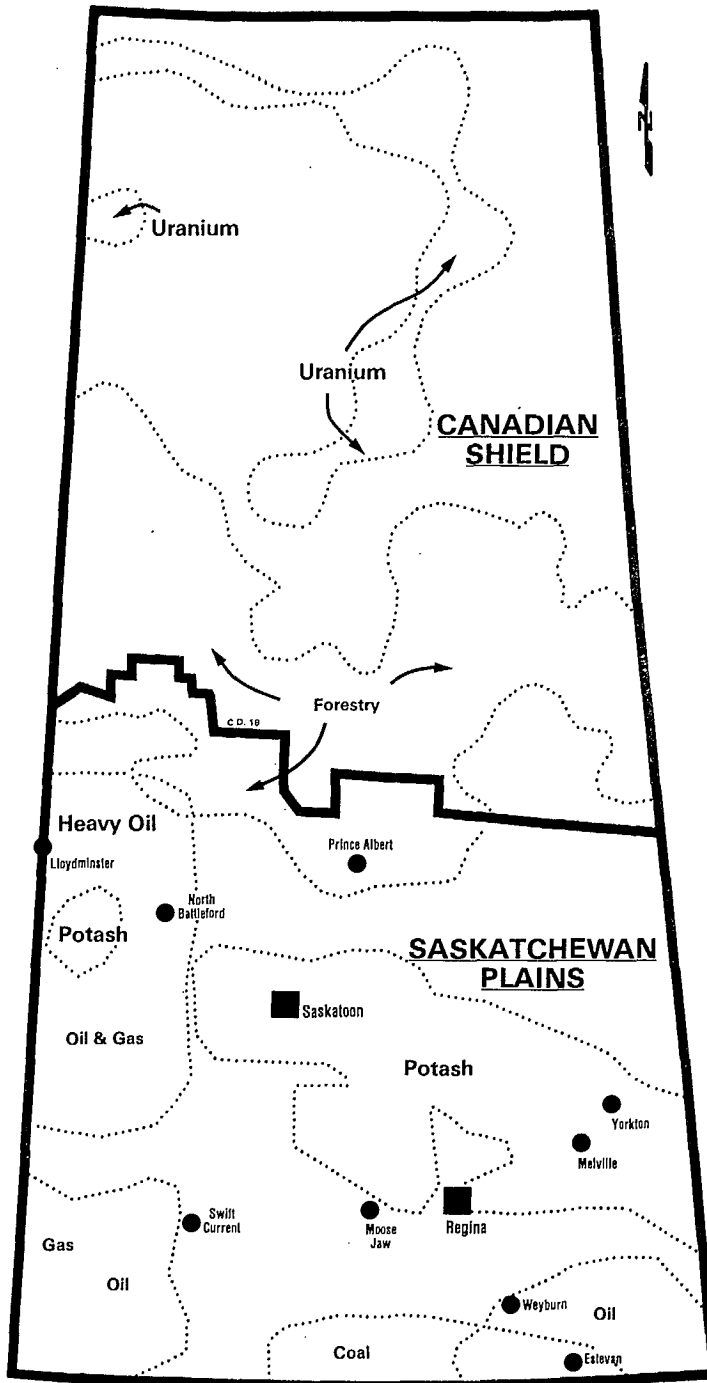 N
Uranium
Uranium
CANADIAN
SHIELD
Forestry
C.D. 18
Heavy Oil
Prince Albert
Lloydminster
North
Battleford
Potash
SASKATCHEWAN
PLAINS
Saskatoon
Oil & Gas
Potash
Yorkton
Melville
Swift
Current
Moose
Jaw
Regina
Gas
Oil
Weyburn
Oil
Coal
Estevan